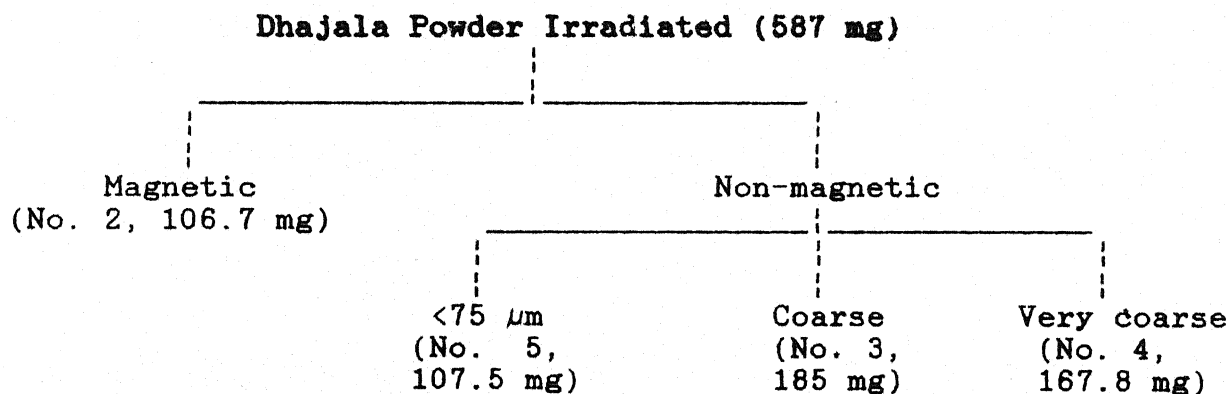 Dhajala Powder Irradiated (587 mg)
Magnetic
(No. 2, 106.7 mg)
Non-magnetic
<75 μm
(No. 5,
107.5 mg)
Coarse
(No. 3,
185 mg)
Very coarse
(No. 4,
167.8 mg)